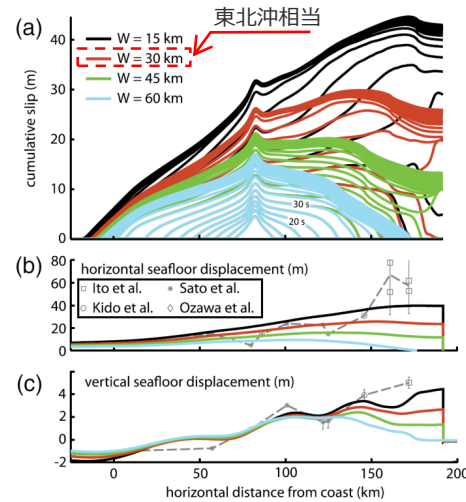 (a)
東北沖相当
W = 15 km
W = 30 km
W = 45 km
W = 60 km
cumulative slip (m)
40
30
20
10
0
30 s
20 s
(b)
80
60
40
20
0
horizontal seafloor displacement (m)
Ito et al.
Sato et al.
Kido et al.
Ozawa et al.
(c)
vertical seafloor displacement (m)
4
2
0
-2
0
50
100
150
200
horizontal distance from coast (km)